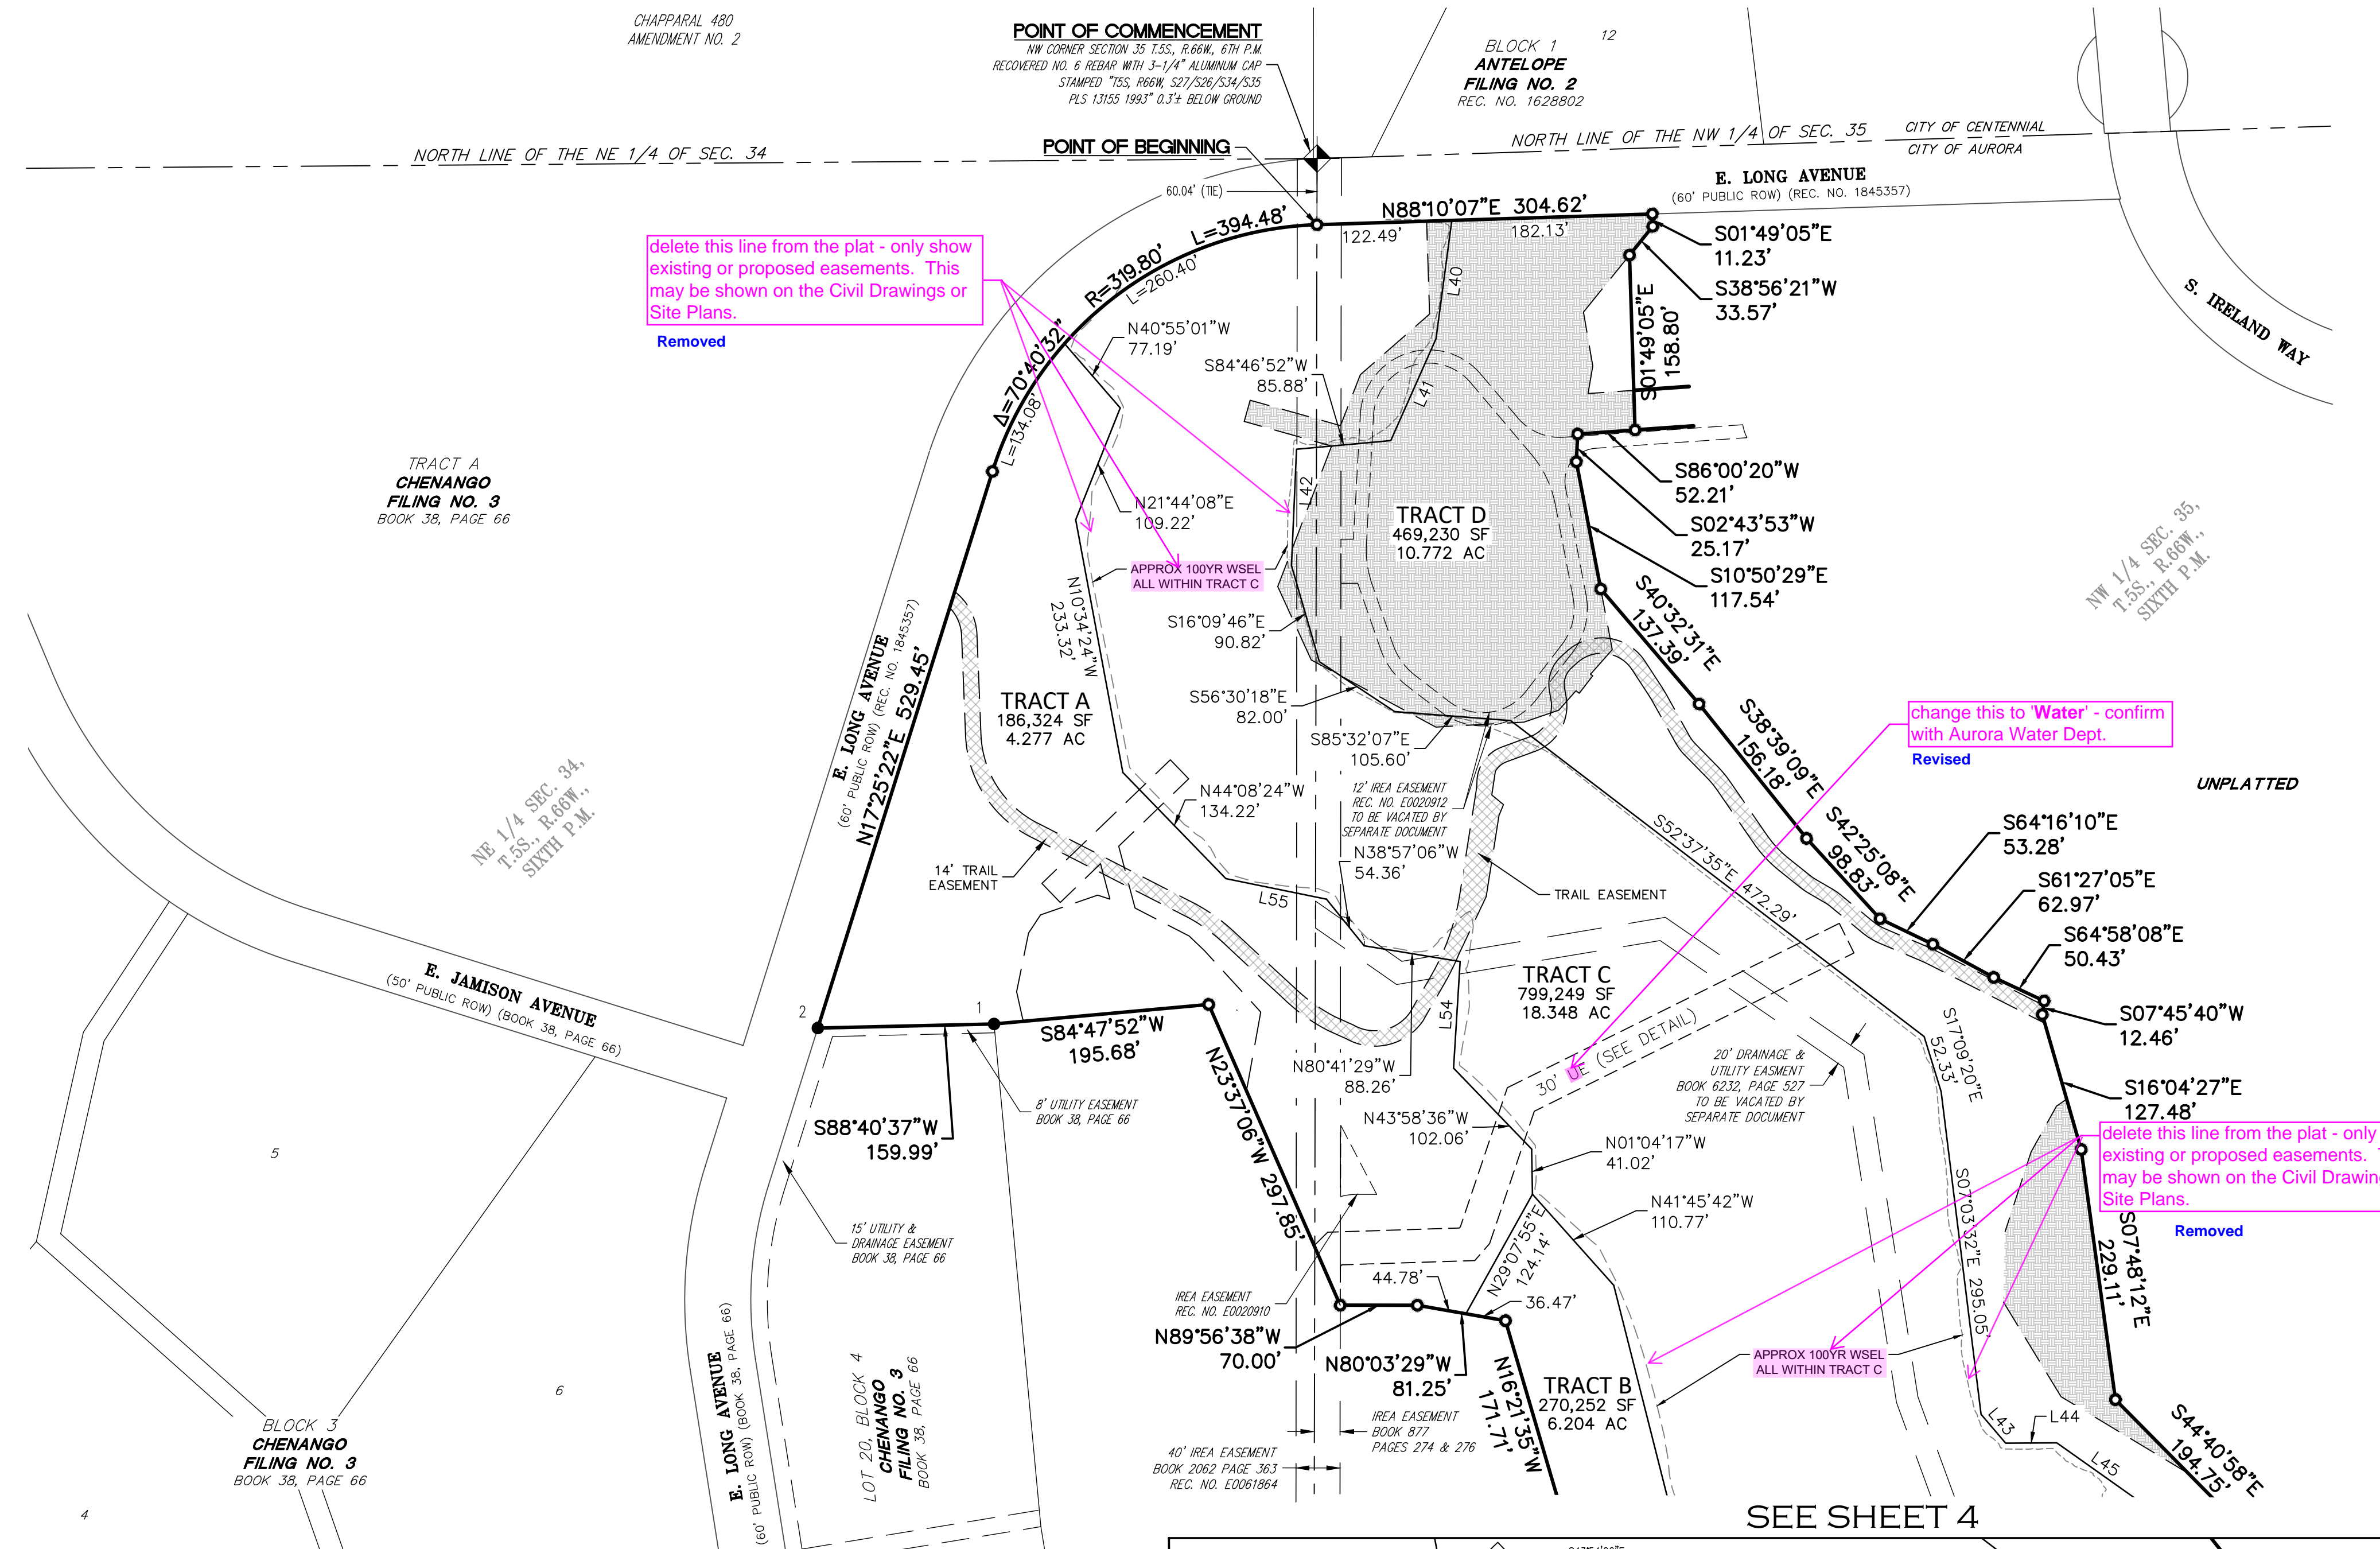 CHAPPARAL 480
AMENDMENT NO. 2
POINT OF COMMENCEMENT
NW CORNER SECTION 35 T.5S., R.66W., 6TH P.M.
RECOVERED NO. 6 REBAR WITH 3-1/4" ALUMINUM CAP
STAMPED "T5S, R66W, S27/S26/S34/S35
PLS 13155 1993" 0.3'± BELOW GROUND
12
BLOCK 1
ANTELOPE
FILING NO. 2
REC. NO. 1628802
NORTH LINE OF THE NE 1/4 OF SEC. 34
POINT OF BEGINNING
NORTH LINE OF THE NW 1/4 OF SEC. 35
CITY OF CENTENNIAL
CITY OF AURORA
E. LONG AVENUE
(60' PUBLIC ROW) (REC. NO. 1845357)
60.04' (TIE)
N88°10'07"E 304.62'
122.49'
182.13'
S01°49'05"E
11.23'
S38°56'21"W
33.57'
S01°49'05"E
158.80'
S. IRELAND WAY
delete this line from the plat - only show
existing or proposed easements. This
may be shown on the Civil Drawings or
Site Plans.
Removed
Δ=70°40'32"
R=319.80'
L=394.48'
L=260.40'
L=134.08'
N40°55'01"W
77.19'
S84°46'52"W
85.88'
L40
L41
L42
TRACT A
CHENANGO
FILING NO. 3
BOOK 38, PAGE 66
N21°44'08"E
109.22'
APPROX 100YR WSEL
ALL WITHIN TRACT C
TRACT D
469,230 SF
10.772 AC
S86°00'20"W
52.21'
S02°43'53"W
25.17'
S10°50'29"E
117.54'
NW 1/4 SEC. 35,
T.5S., R.66W.,
SIXTH P.M.
N10°34'24"W
233.32'
S16°09'46"E
90.82'
S40°32'31"E
137.39'
E. LONG AVENUE
(60' PUBLIC ROW) (REC. NO. 1845357)
N17°25'22"E 529.45'
TRACT A
186,324 SF
4.277 AC
S56°30'18"E
82.00'
S85°32'07"E
105.60'
S38°39'09"E
156.18'
change this to 'Water' - confirm
with Aurora Water Dept.
Revised
UNPLATTED
NE 1/4 SEC. 34,
T.5S., R.66W.,
SIXTH P.M.
N44°08'24"W
134.22'
12' IREA EASEMENT
REC. NO. E0020912
TO BE VACATED BY
SEPARATE DOCUMENT
N38°57'06"W
54.36'
14' TRAIL
EASEMENT
L55
TRAIL EASEMENT
S52°37'35"E 472.29'
S42°25'08"E
98.83'
S64°16'10"E
53.28'
S61°27'05"E
62.97'
S64°58'08"E
50.43'
S07°45'40"W
12.46'
E. JAMISON AVENUE
(50' PUBLIC ROW) (BOOK 38, PAGE 66)
2
1
S84°47'52"W
195.68'
TRACT C
799,249 SF
18.348 AC
L54
30' UE (SEE DETAIL)
20' DRAINAGE &
UTILITY EASMENT
BOOK 6232, PAGE 527
TO BE VACATED BY
SEPARATE DOCUMENT
S17°09'20"E
52.33'
S16°04'27"E
127.48'
N80°41'29"W
88.26'
S88°40'37"W
159.99'
8' UTILITY EASEMENT
BOOK 38, PAGE 66
N23°37'06"W 297.85'
N43°58'36"W
102.06'
N01°04'17"W
41.02'
N41°45'42"W
110.77'
delete this line from the plat - only
existing or proposed easements.
may be shown on the Civil Drawin
Site Plans.
Removed
S07°48'12"E
229.11'
S07°03'32"E 295.05'
5
15' UTILITY &
DRAINAGE EASEMENT
BOOK 38, PAGE 66
N29°07'55"E
124.14'
44.78'
36.47'
IREA EASEMENT
REC. NO. E0020910
N89°56'38"W
70.00'
N80°03'29"W
81.25'
N16°21'35"W
171.71'
TRACT B
270,252 SF
6.204 AC
APPROX 100YR WSEL
ALL WITHIN TRACT C
E. LONG AVENUE
(60' PUBLIC ROW) (BOOK 38, PAGE 66)
LOT 20, BLOCK 4
CHENANGO
FILING NO. 3
BOOK 38, PAGE 66
6
BLOCK 3
CHENANGO
FILING NO. 3
BOOK 38, PAGE 66
4
IREA EASEMENT
BOOK 877
PAGES 274 & 276
40' IREA EASEMENT
BOOK 2062 PAGE 363
REC. NO. E0061864
L43
L44
L45
S44°40'58"E
194.75'
SEE SHEET 4